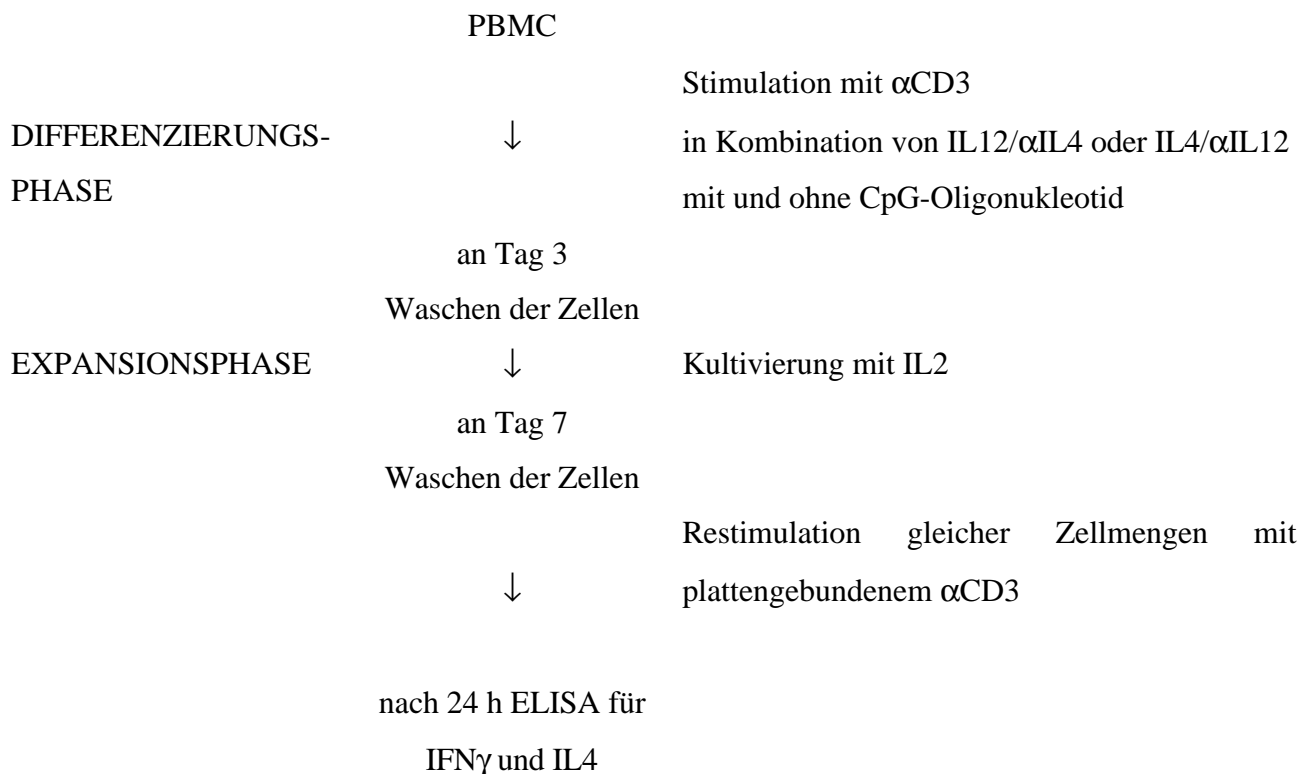 PBMC
Stimulation mit αCD3
DIFFERENZIERUNGS- ↓ in Kombination von IL12/αIL4 oder IL4/αIL12
PHASE mit und ohne CpG-Oligonukleotid
an Tag 3
Waschen der Zellen
EXPANSIONSPHASE ↓ Kultivierung mit IL2
an Tag 7
Waschen der Zellen
Restimulation gleicher Zellmengen mit
↓ plattengebundenem αCD3
nach 24 h ELISA für
IFNγ und IL4